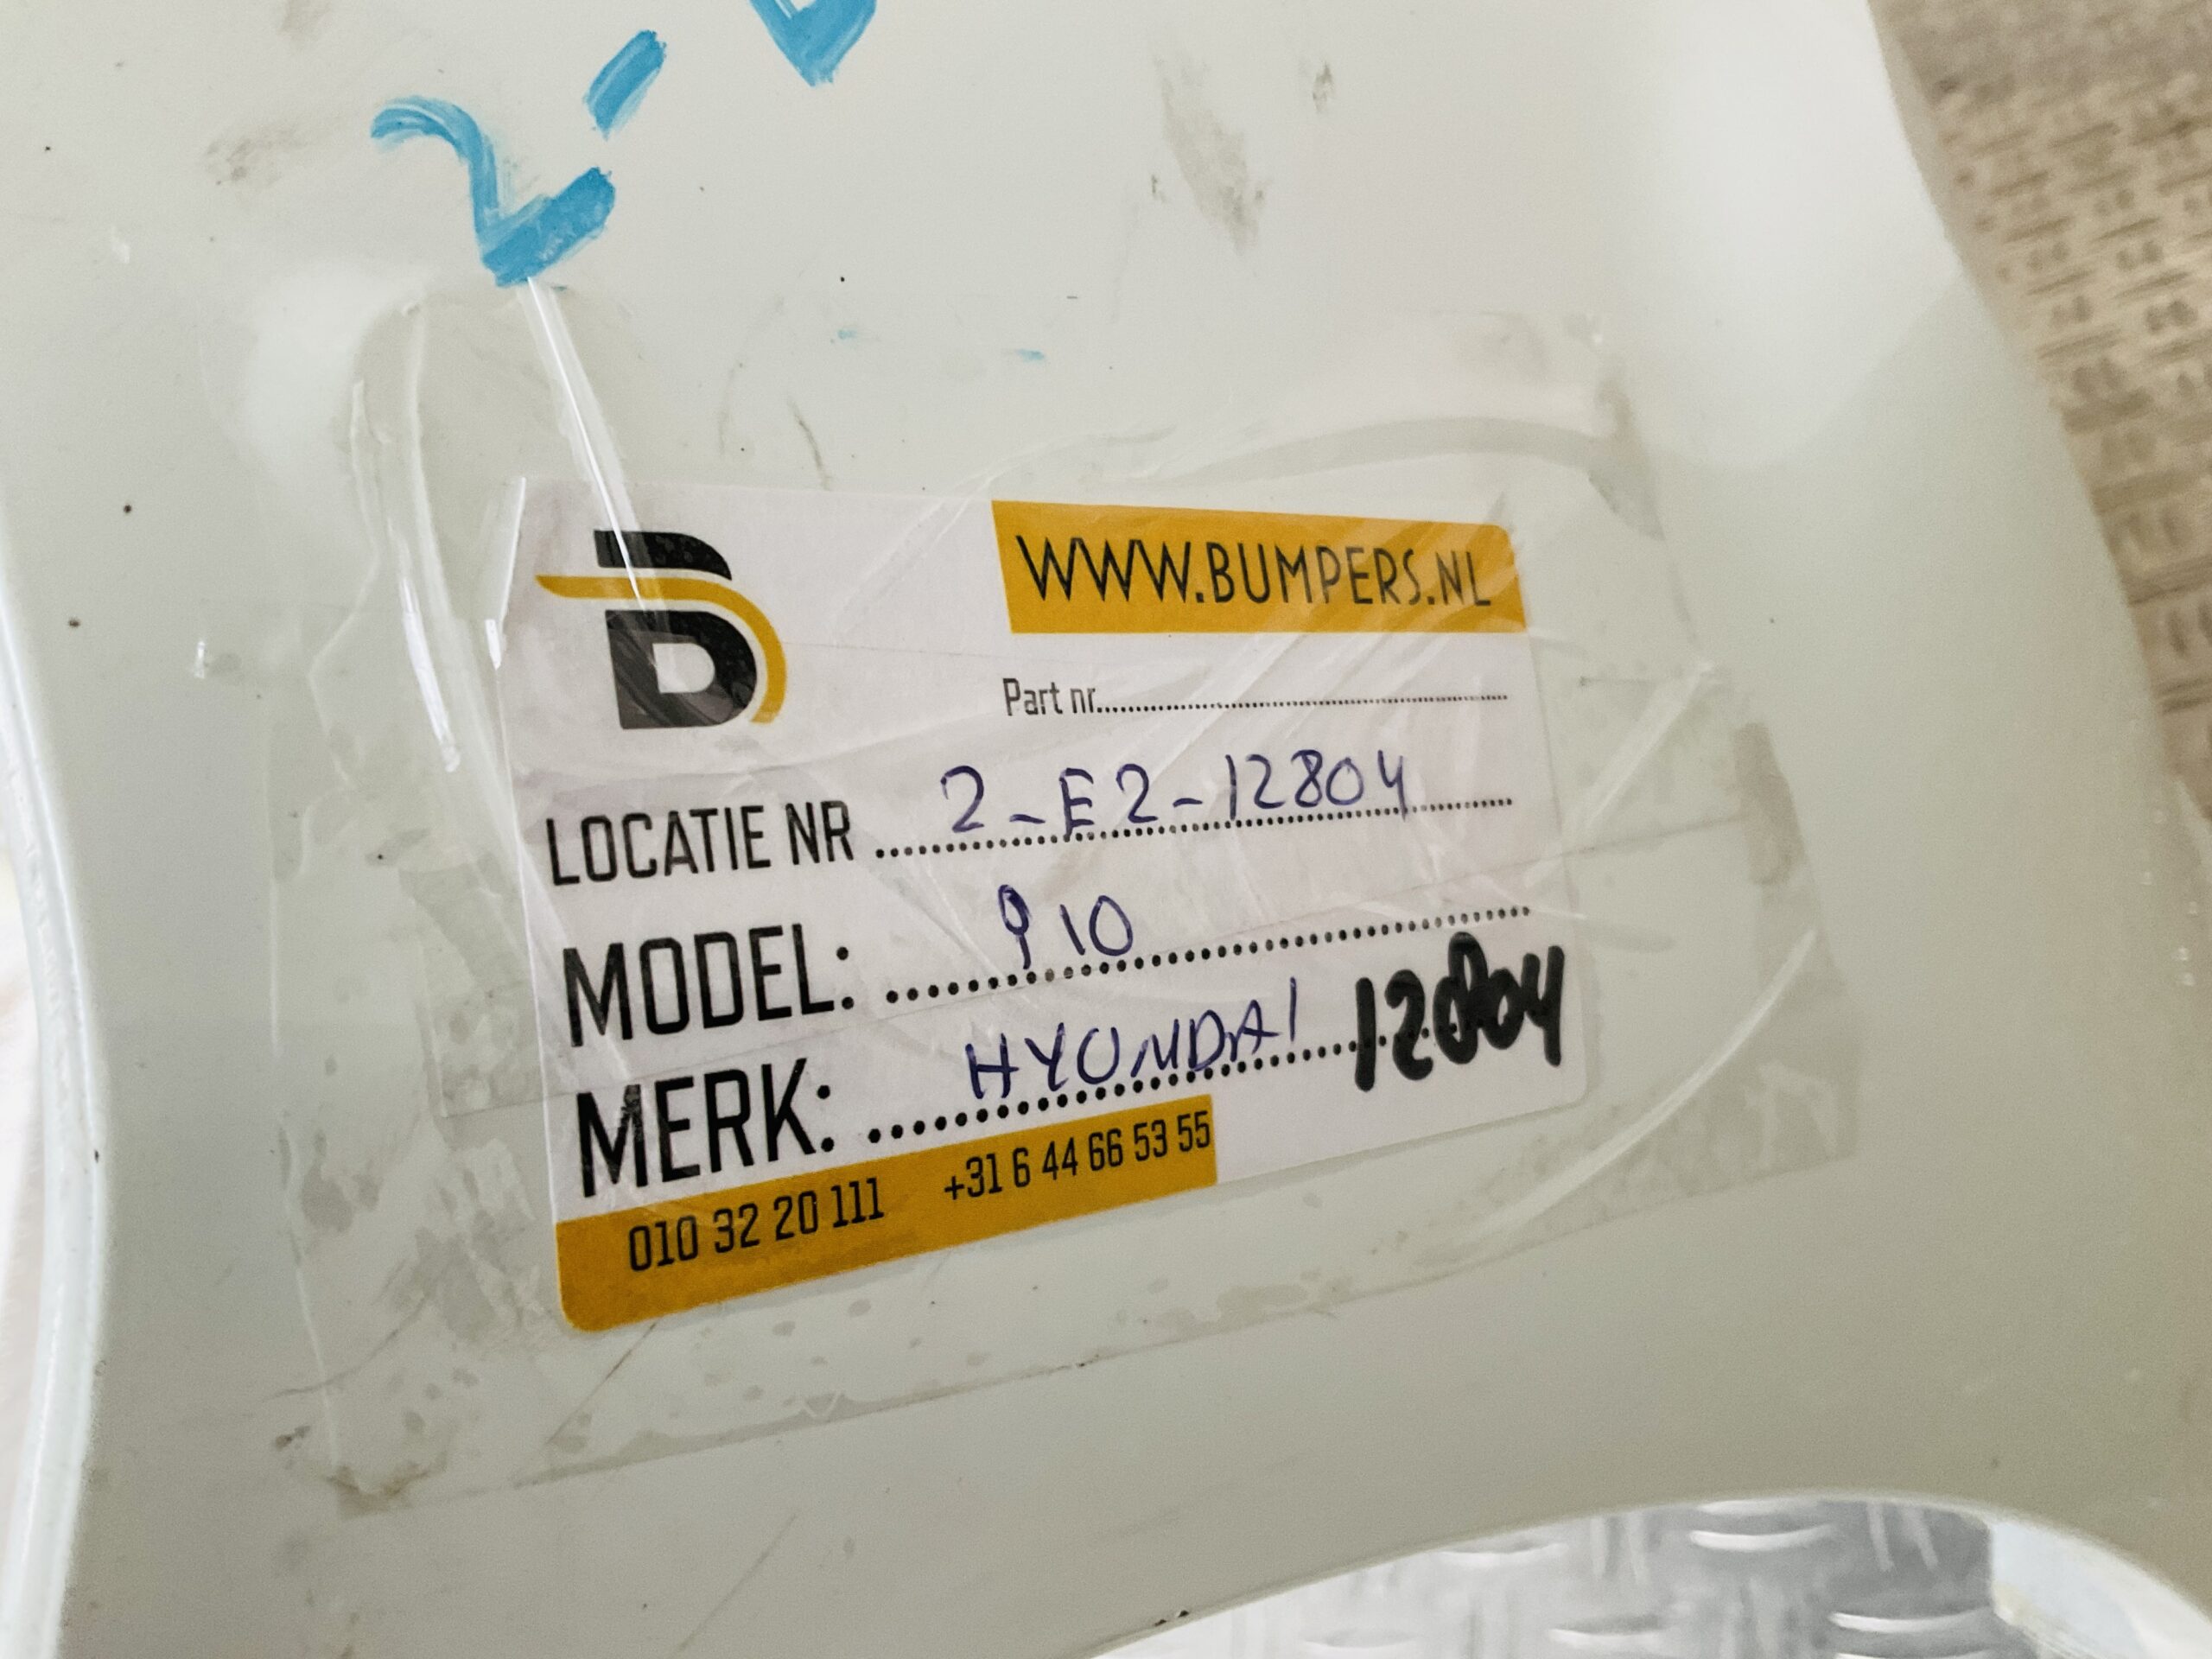 2-
B
WWW.BUMPERS.NL
Part nr.
LOCATIE NR 2-E2-12804
MODEL: i10
MERK: HYUNDAI 12804
010 32 20 111 +31 6 44 66 53 55